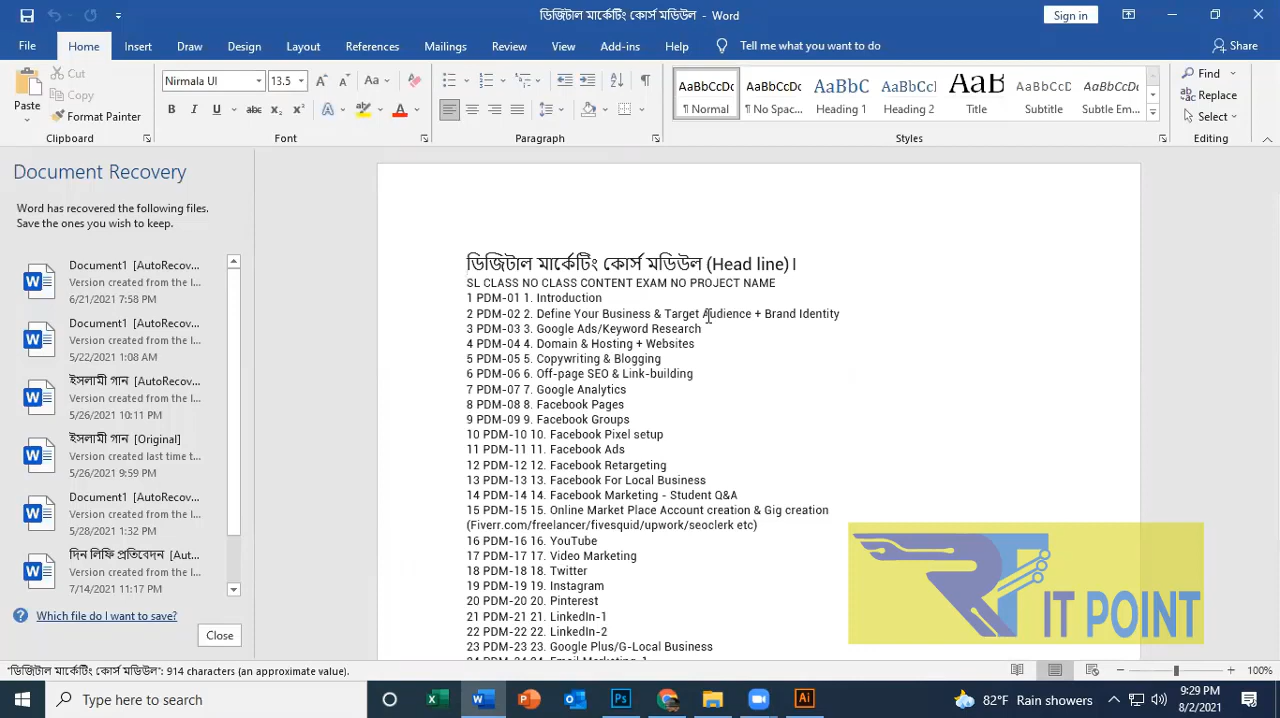 ডিজিটাল মার্কেটিং কোর্স মডিউল - Word
Sign in
File Home Insert Draw Design Layout References Mailings Review View Add-ins Help Tell me what you want to do Share
Paste
Cut
Copy
Format Painter
Clipboard
Nirmala UI 13.5
Font
Paragraph
AaBbCcDc AaBbCcDc AaBbC AaBbCcl AaB AaBbCcDc AaBbCcDc
¶ Normal ¶ No Spac... Heading 1 Heading 2 Title Subtitle Subtle Em...
Styles
Find
Replace
Select
Editing
Document Recovery
Word has recovered the following files.
Save the ones you wish to keep.
Document1 [AutoRecov...
Version created from the l...
6/21/2021 7:58 PM
Document1 [AutoRecov...
Version created from the l...
5/22/2021 1:08 AM
ইসলামী গান [AutoRecov...
Version created from the l...
5/26/2021 10:11 PM
ইসলামী গান [Original]
Version created last time t...
5/26/2021 9:59 PM
Document1 [AutoRecov...
Version created from the l...
5/28/2021 1:32 PM
দিন লিফি প্রতিবেদন [Aut...
Version created from the l...
7/14/2021 11:17 PM
Which file do I want to save?
Close
ডিজিটাল মার্কেটিং কোর্স মডিউল (Head line)।
SL CLASS NO CLASS CONTENT EXAM NO PROJECT NAME
1 PDM-01 1. Introduction
2 PDM-02 2. Define Your Business & Target Audience + Brand Identity
3 PDM-03 3. Google Ads/Keyword Research
4 PDM-04 4. Domain & Hosting + Websites
5 PDM-05 5. Copywriting & Blogging
6 PDM-06 6. Off-page SEO & Link-building
7 PDM-07 7. Google Analytics
8 PDM-08 8. Facebook Pages
9 PDM-09 9. Facebook Groups
10 PDM-10 10. Facebook Pixel setup
11 PDM-11 11. Facebook Ads
12 PDM-12 12. Facebook Retargeting
13 PDM-13 13. Facebook For Local Business
14 PDM-14 14. Facebook Marketing - Student Q&A
15 PDM-15 15. Online Market Place Account creation & Gig creation
(Fiverr.com/freelancer/fivesquid/upwork/seoclerk etc)
16 PDM-16 16. YouTube
17 PDM-17 17. Video Marketing
18 PDM-18 18. Twitter
19 PDM-19 19. Instagram
20 PDM-20 20. Pinterest
21 PDM-21 21. LinkedIn-1
22 PDM-22 22. LinkedIn-2
23 PDM-23 23. Google Plus/G-Local Business
24 PDM-24 24. Email Marketing-1
RT IT POINT
"ডিজিটাল মার্কেটিং কোর্স মডিউল": 914 characters (an approximate value).
100%
Type here to search
82°F Rain showers
9:29 PM
8/2/2021